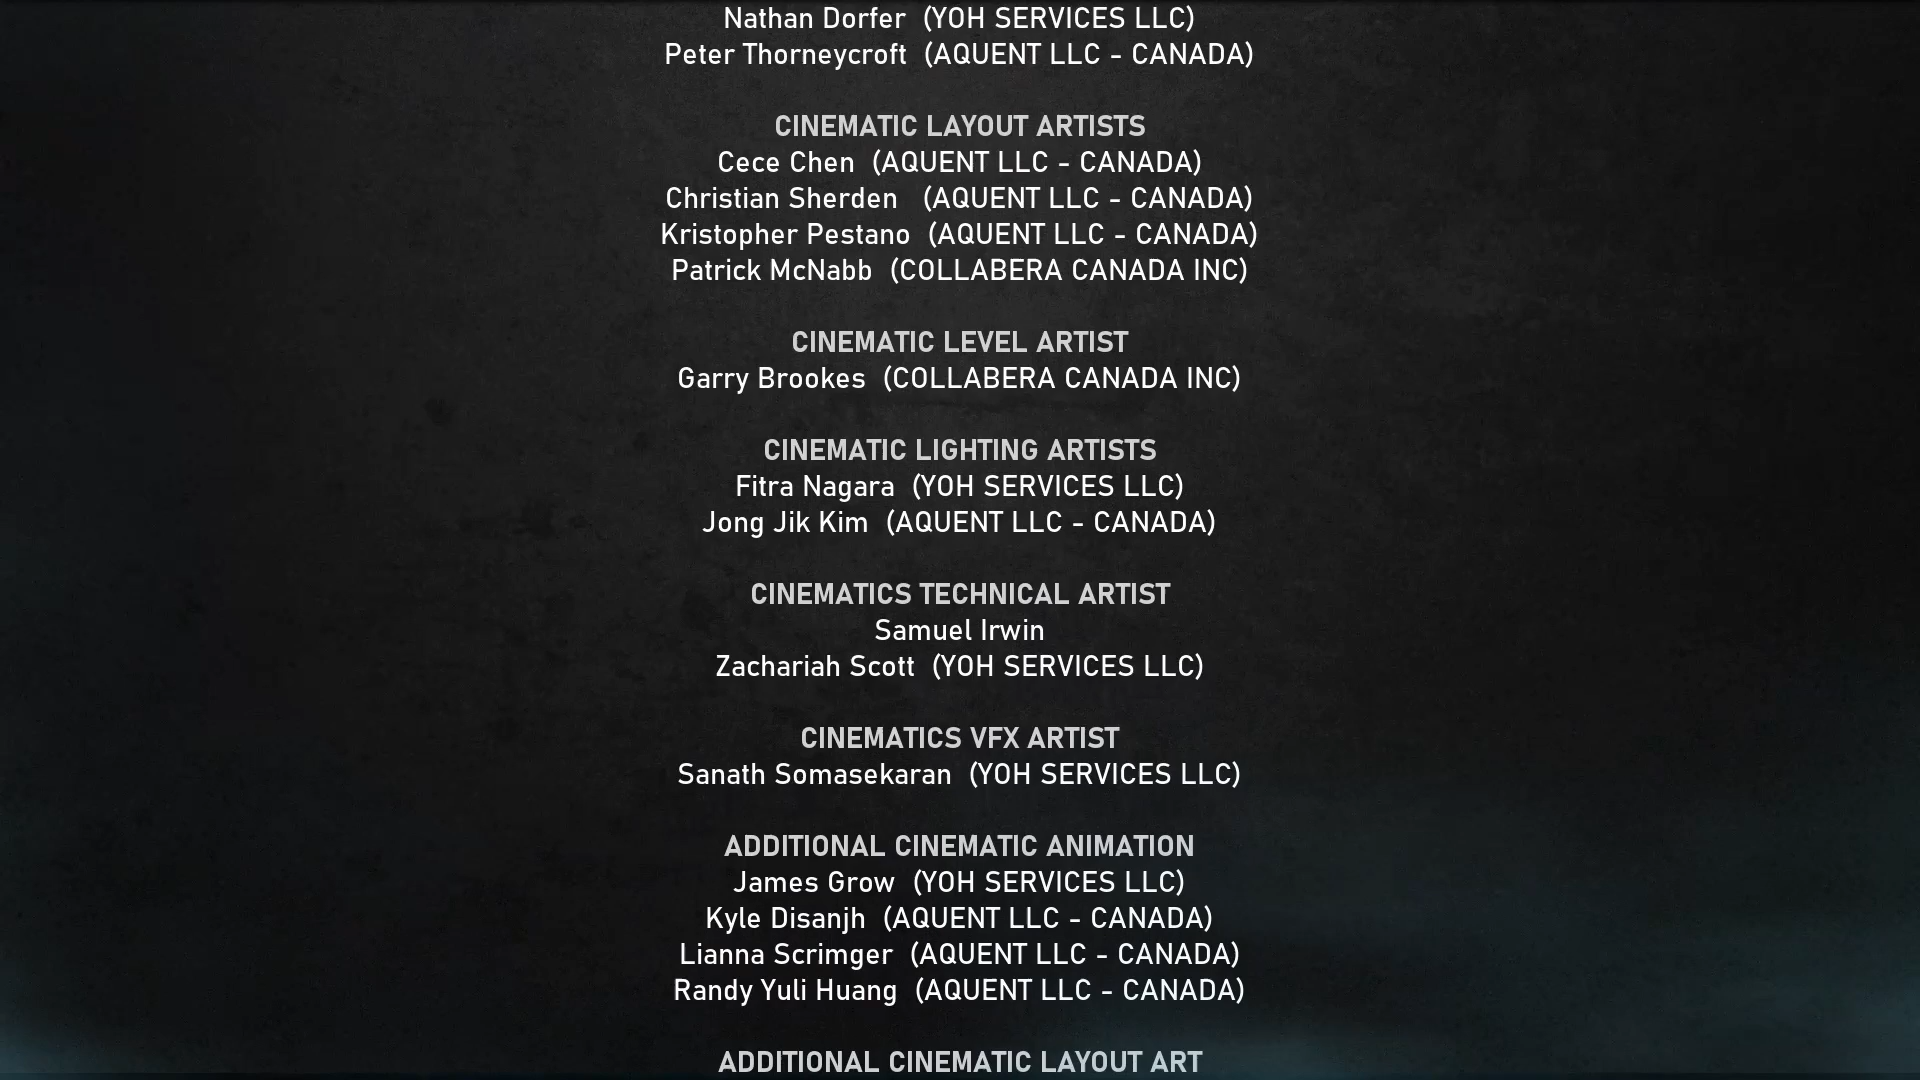 Nathan Dorfer (YOH SERVICES LLC)
Peter Thorneycroft (AQUENT LLC - CANADA)
CINEMATIC LAYOUT ARTISTS
Cece Chen (AQUENT LLC - CANADA)
Christian Sherden (AQUENT LLC - CANADA)
Kristopher Pestano (AQUENT LLC - CANADA)
Patrick McNabb (COLLABERA CANADA INC)
CINEMATIC LEVEL ARTIST
Garry Brookes (COLLABERA CANADA INC)
CINEMATIC LIGHTING ARTISTS
Fitra Nagara (YOH SERVICES LLC)
Jong Jik Kim (AQUENT LLC - CANADA)
CINEMATICS TECHNICAL ARTIST
Samuel Irwin
Zachariah Scott (YOH SERVICES LLC)
CINEMATICS VFX ARTIST
Sanath Somasekaran (YOH SERVICES LLC)
ADDITIONAL CINEMATIC ANIMATION
James Grow (YOH SERVICES LLC)
Kyle Disanjh (AQUENT LLC - CANADA)
Lianna Scrimger (AQUENT LLC - CANADA)
Randy Yuli Huang (AQUENT LLC - CANADA)
ADDITIONAL CINEMATIC LAYOUT ART